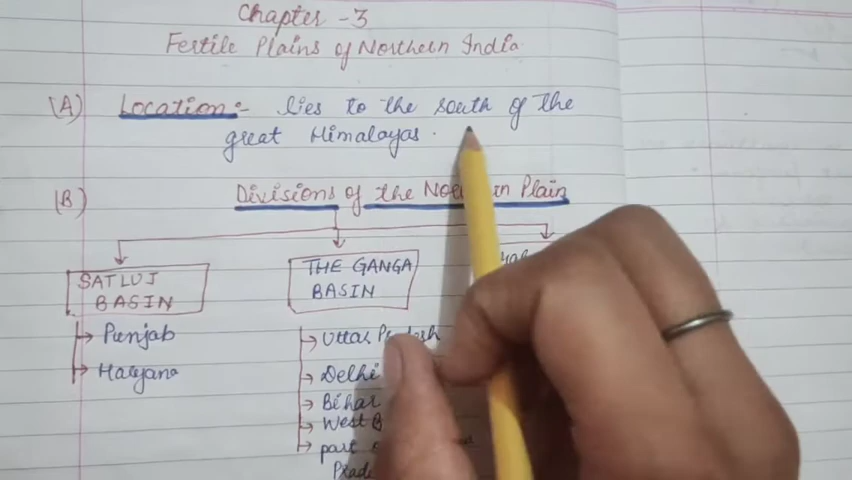 Chapter - 3
Fertile Plains of Northern India
(A) Location:- lies to the south of the
great Himalayas.
(B) Divisions of the Plain
SATLUJ
BASIN
THE GANGA
BASIN
Punjab
Haryana
Uttar Pradesh
Delhi
Bihar
West
part